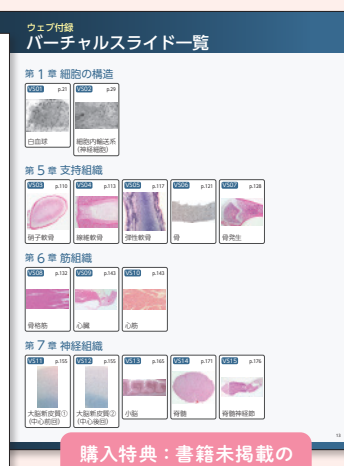 ウェブ付録
バーチャルスライド一覧
第1章 細胞の構造
VS01 p.21
白血球
VS02 p.29
細胞内輸送系
(神経細胞)
第5章 支持組織
VS03 p.110
硝子軟骨
VS04 p.113
線維軟骨
VS05 p.117
弾性軟骨
VS06 p.121
骨
VS07 p.128
骨発生
第6章 筋組織
VS08 p.132
骨格筋
VS09 p.143
心臓
VS10 p.143
心筋
第7章 神経組織
VS11 p.155
大脳新皮質①
(中心前回)
VS12 p.155
大脳新皮質②
(中心後回)
VS13 p.165
小脳
VS14 p.171
脊髄
VS15 p.176
脊髄神経節
購入特典：書籍未掲載の